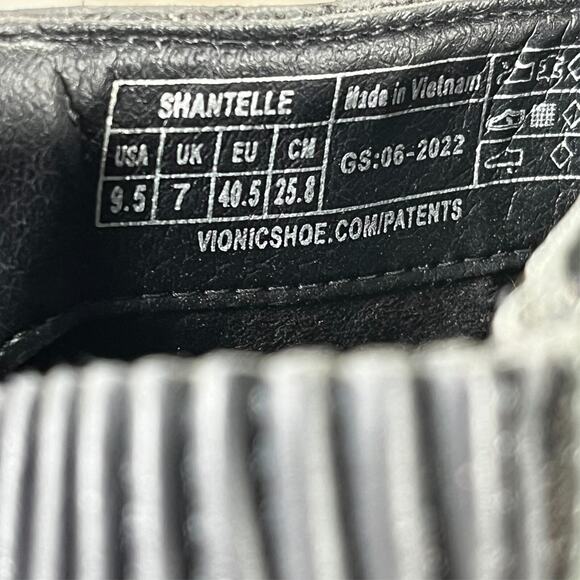 SHANTELLE
Made in Vietnam
USA UK EU CM
9.5 7 40.5 25.8
GS:06-2022
VIONICSHOE.COM/PATENTS